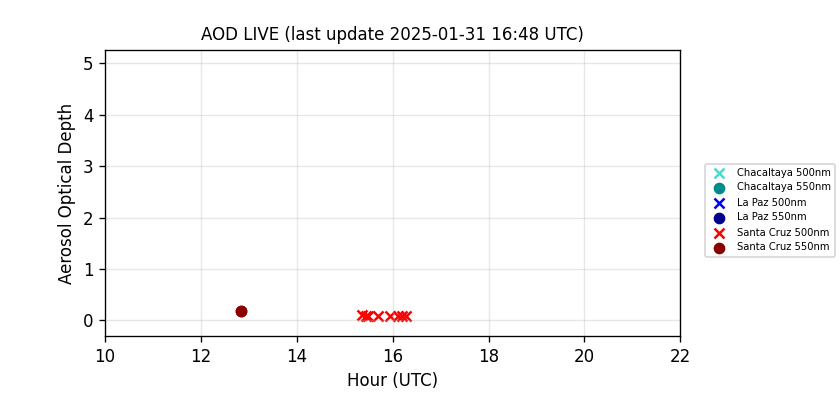 AOD LIVE (last update 2025-01-31 16:48 UTC)
Aerosol Optical Depth
5
4
3
2
1
0
10 12 14 16 18 20 22
Hour (UTC)
Chacaltaya 500nm
Chacaltaya 550nm
La Paz 500nm
La Paz 550nm
Santa Cruz 500nm
Santa Cruz 550nm